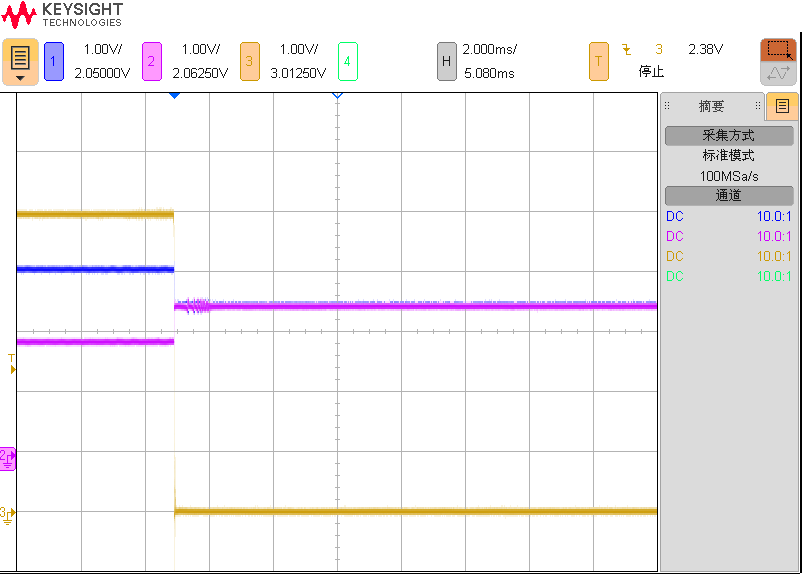 KEYSIGHT
TECHNOLOGIES
1 1.00V/ 2 1.00V/ 3 1.00V/ 4 H 2.000ms/ T 3 2.38V
2.05000V 2.06250V 3.01250V 5.080ms 停止
摘要
采集方式
标准模式
100MSa/s
通道
DC 10.0:1
DC 10.0:1
DC 10.0:1
DC 10.0:1
T
2
3